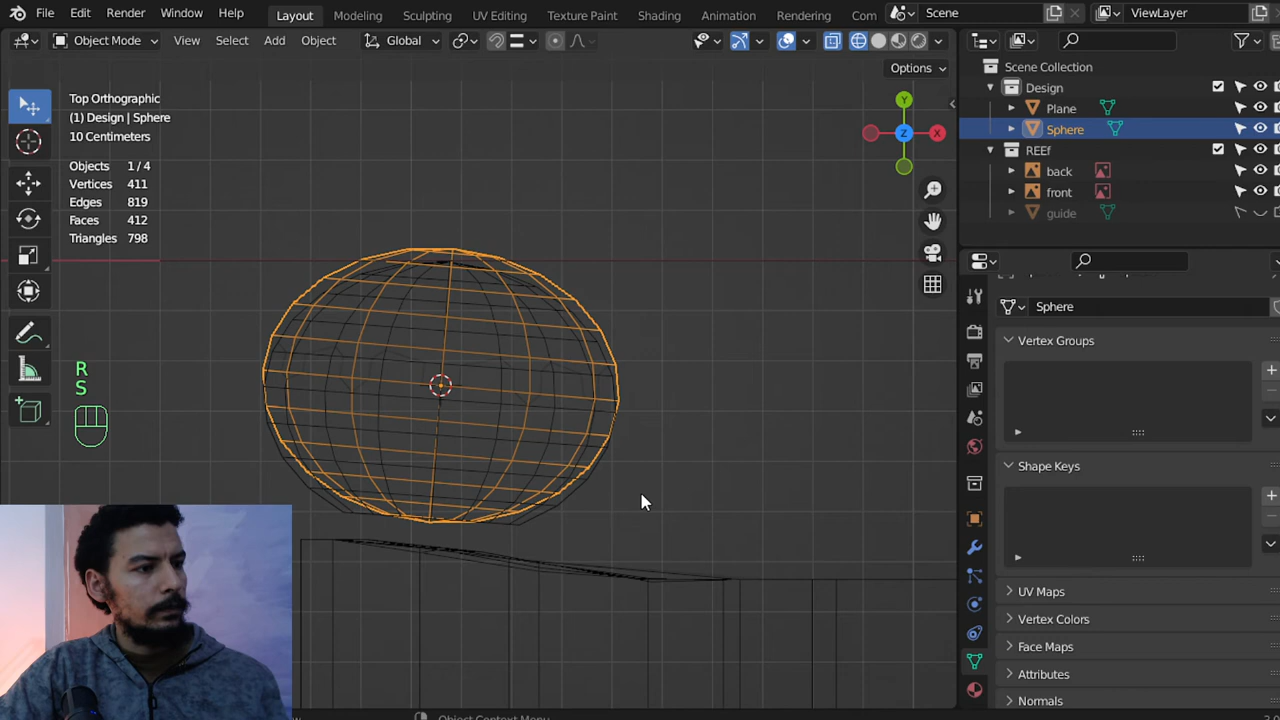 File Edit Render Window Help Layout Modeling Sculpting UV Editing Texture Paint Shading Animation Rendering Com Scene ViewLayer
Object Mode View Select Add Object Global
Options
Top Orthographic
(1) Design | Sphere
10 Centimeters
Objects 1/4
Vertices 411
Edges 819
Faces 412
Triangles 798
R
S
Y
X
Z
Scene Collection
Design
Plane
Sphere
REEf
back
front
guide
Sphere
Vertex Groups
Shape Keys
UV Maps
Vertex Colors
Face Maps
Attributes
Normals
Object Context Menu